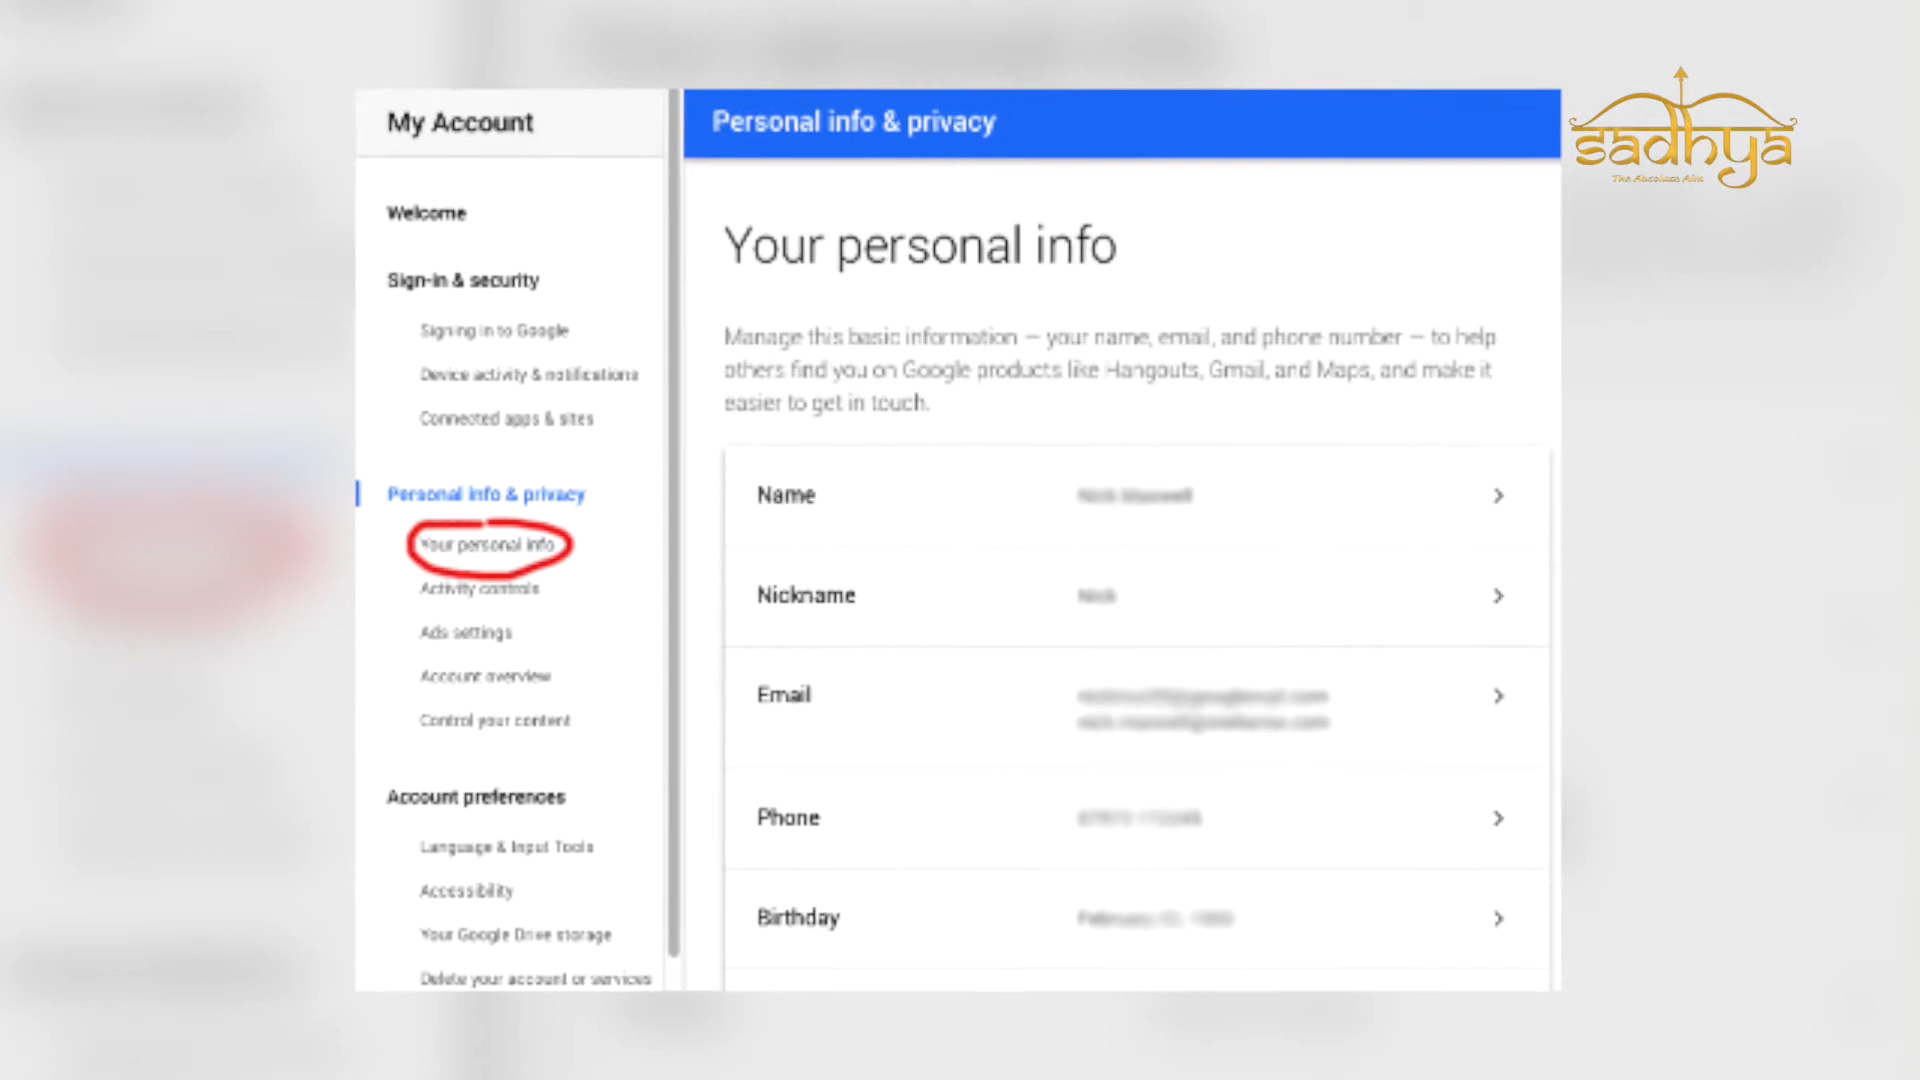 My Account
Personal info & privacy
sadhya
The Absolute Aim
Welcome
Your personal info
Sign-in & security
Signing in to Google
Device activity & notifications
Connected apps & sites
Manage this basic information — your name, email, and phone number — to help
others find you on Google products like Hangouts, Gmail, and Maps, and make it
easier to get in touch.
Personal info & privacy
Your personal info
Activity controls
Ads settings
Account overview
Control your content
Account preferences
Language & Input Tools
Accessibility
Your Google Drive storage
Delete your account or services
Name
Nickname
Email
Phone
Birthday